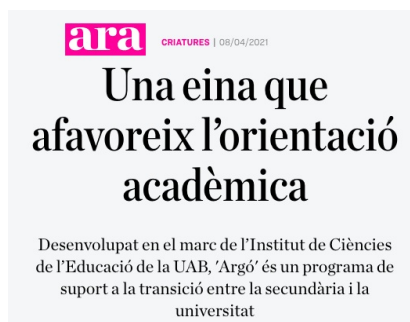 ara CRIATURES | 08/04/2021
Una eina que
afavoreix l’orientació
acadèmica
Desenvolupat en el marc de l’Institut de Ciències
de l’Educació de la UAB, ‘Argó’ és un programa de
suport a la transició entre la secundària i la
universitat